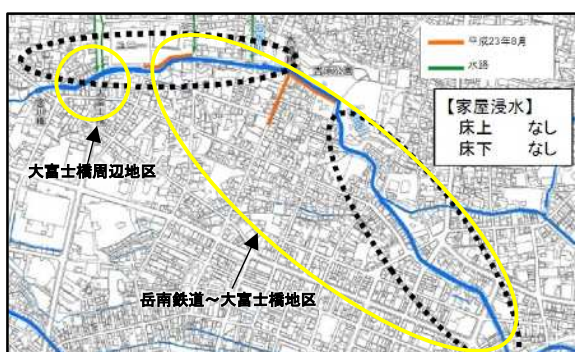 平成23年8月
水路
【家屋浸水】
床上 なし
床下 なし
大富士橋周辺地区
岳南鉄道～大富士橋地区